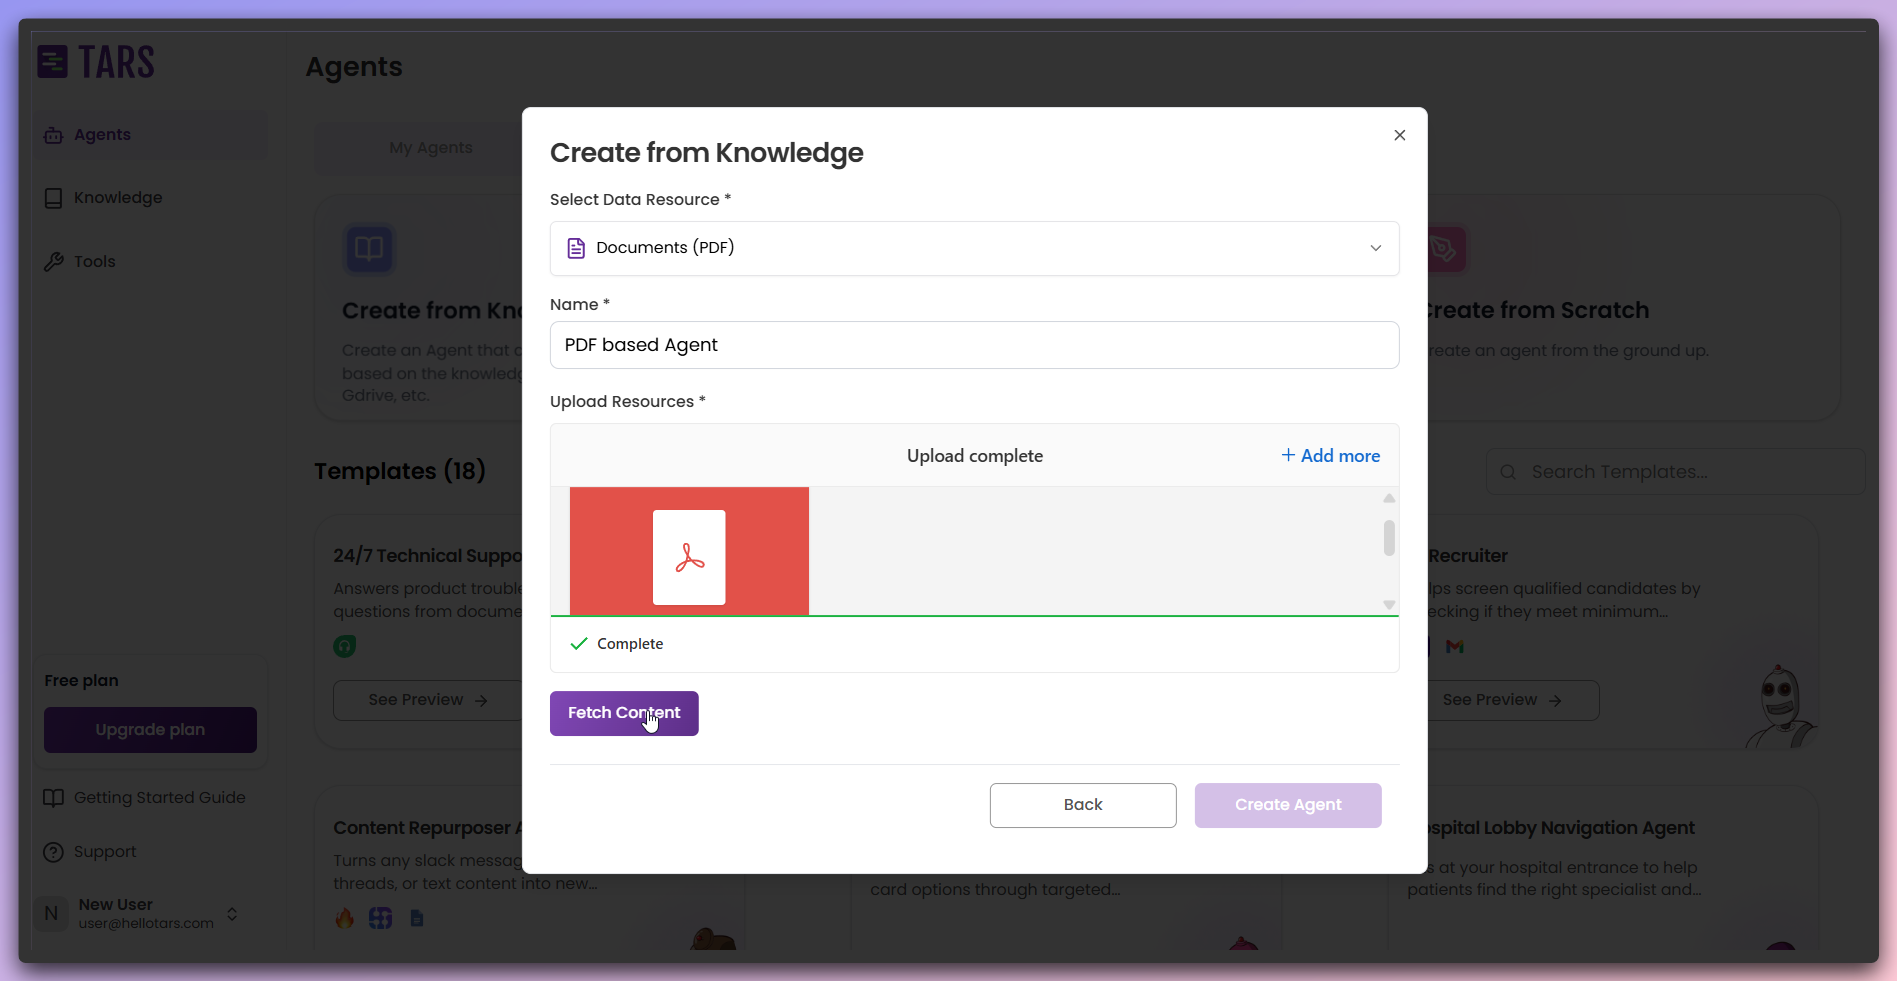 TARS
Agents
Knowledge
Tools
Free plan
Upgrade plan
Getting Started Guide
Support
N
New User
user@hellotars.com
Agents
My Agents
Create from Kno
Create an Agent that c
based on the knowledg
Gdrive, etc.
Create from Scratch
reate an agent from the ground up.
Templates (18)
Search Templates...
24/7 Technical Suppo
Answers product trouble
questions from docume
See Preview
Recruiter
lps screen qualified candidates by
cking if they meet minimum...
See Preview
Content Repurposer A
Turns any slack messag
threads, or text content into new...
card options through targeted...
spital Lobby Navigation Agent
s at your hospital entrance to help
patients find the right specialist and...
Create from Knowledge
Select Data Resource *
Documents (PDF)
Name *
PDF based Agent
Upload Resources *
Upload complete
+ Add more
Complete
Fetch Content
Back
Create Agent